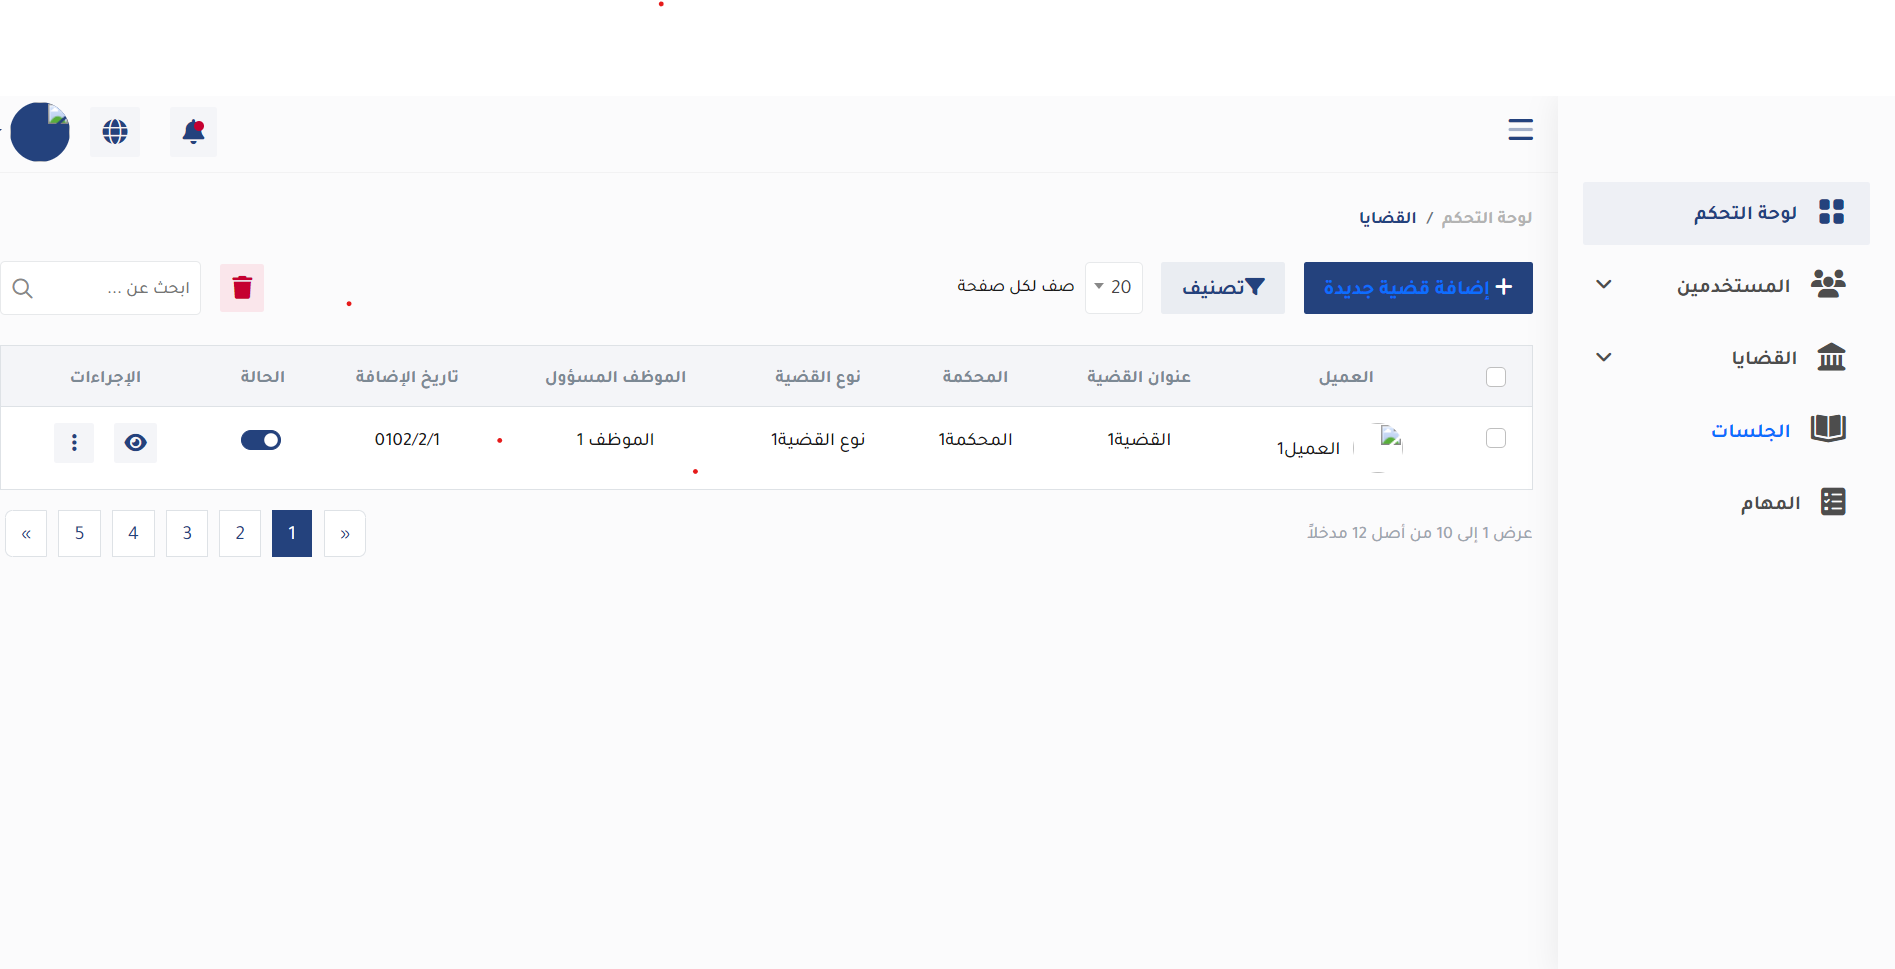 لوحة التحكم
المستخدمين
القضايا
الجلسات
المهام
لوحة التحكم / القضايا
+ إضافة قضية جديدة
تصنيف
20 صف لكل صفحة
ابحث عن ...
العميل عنوان القضية المحكمة نوع القضية الموظف المسؤول تاريخ الإضافة الحالة الإجراءات
العميل1 القضية1 المحكمة1 نوع القضية1 الموظف 1 0102/2/1
عرض 1 إلى 10 من أصل 12 مدخلاً
« 1 2 3 4 5 »